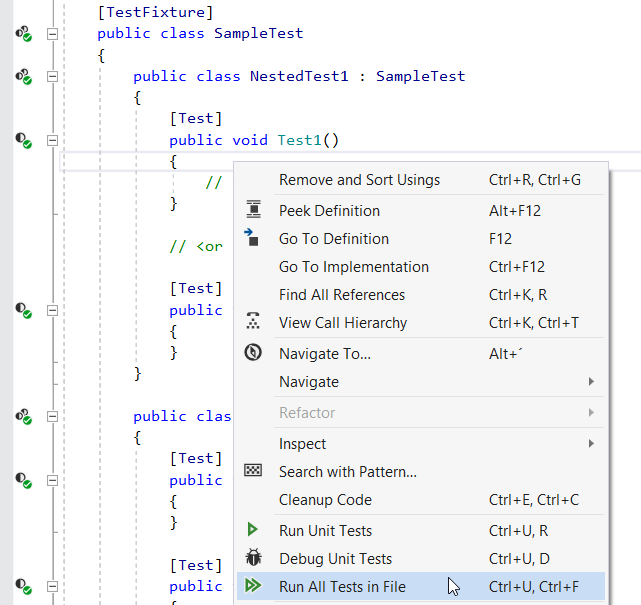 [TestFixture]
public class SampleTest
{
public class NestedTest1 : SampleTest
{
[Test]
public void Test1()
{
//
}
// <or
[Test]
public
{
}
}
public clas
{
[Test]
public
{
}
[Test]
public
{
Remove and Sort Usings Ctrl+R, Ctrl+G
Peek Definition Alt+F12
Go To Definition F12
Go To Implementation Ctrl+F12
Find All References Ctrl+K, R
View Call Hierarchy Ctrl+K, Ctrl+T
Navigate To... Alt+´
Navigate
Refactor
Inspect
Search with Pattern...
Cleanup Code Ctrl+E, Ctrl+C
Run Unit Tests Ctrl+U, R
Debug Unit Tests Ctrl+U, D
Run All Tests in File Ctrl+U, Ctrl+F